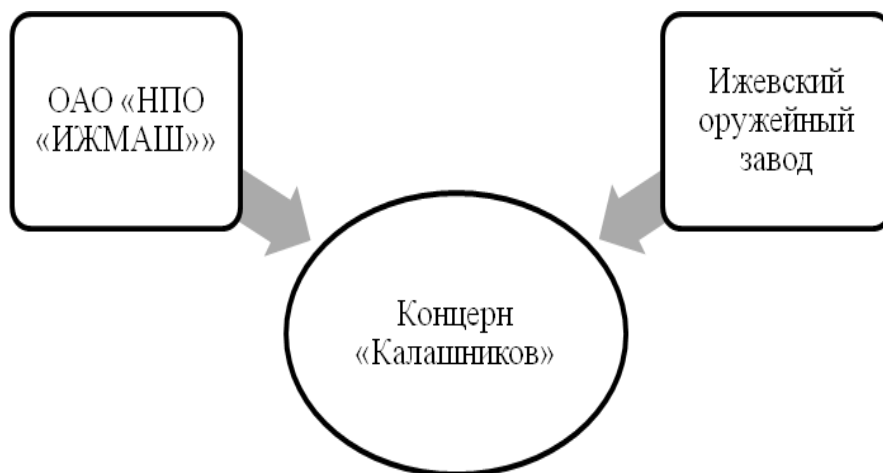 ОАО «НПО
«ИЖМАШ»»
Ижевский
оружейный
завод
Концерн
«Калашников»